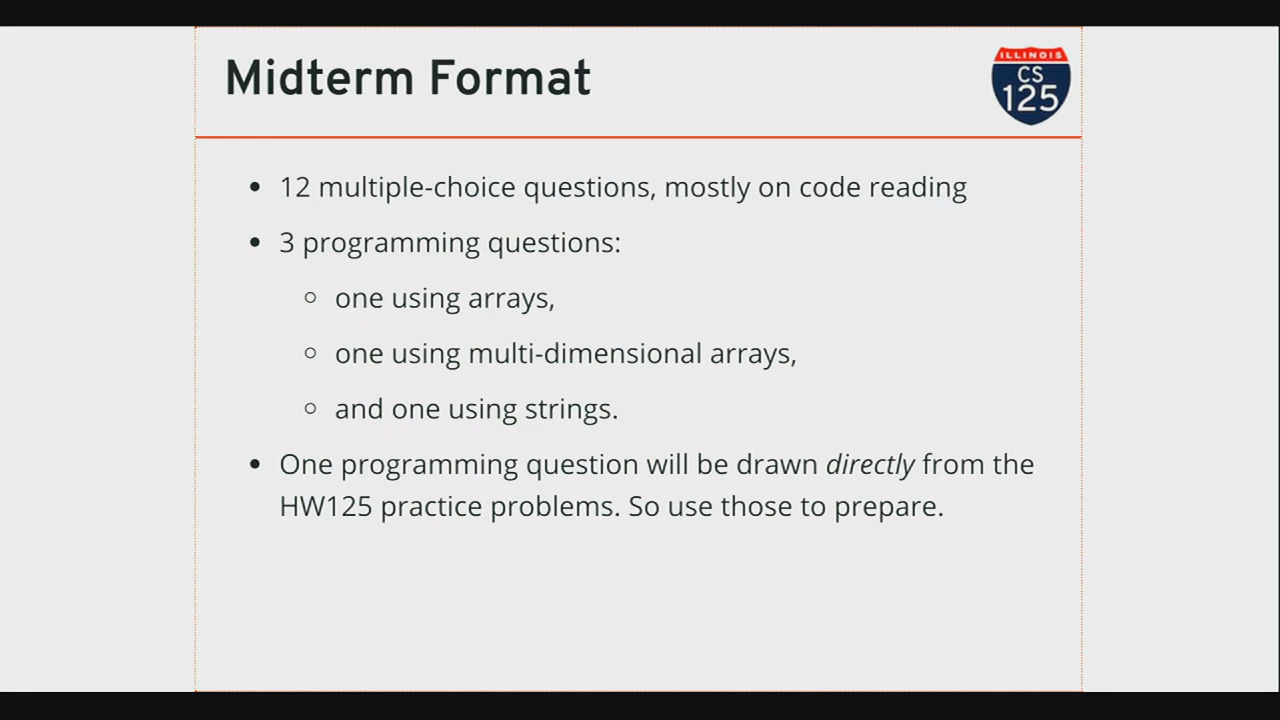 Midterm Format
ILLINOIS
CS
125
12 multiple-choice questions, mostly on code reading
3 programming questions:
one using arrays,
one using multi-dimensional arrays,
and one using strings.
One programming question will be drawn directly from the
HW125 practice problems. So use those to prepare.